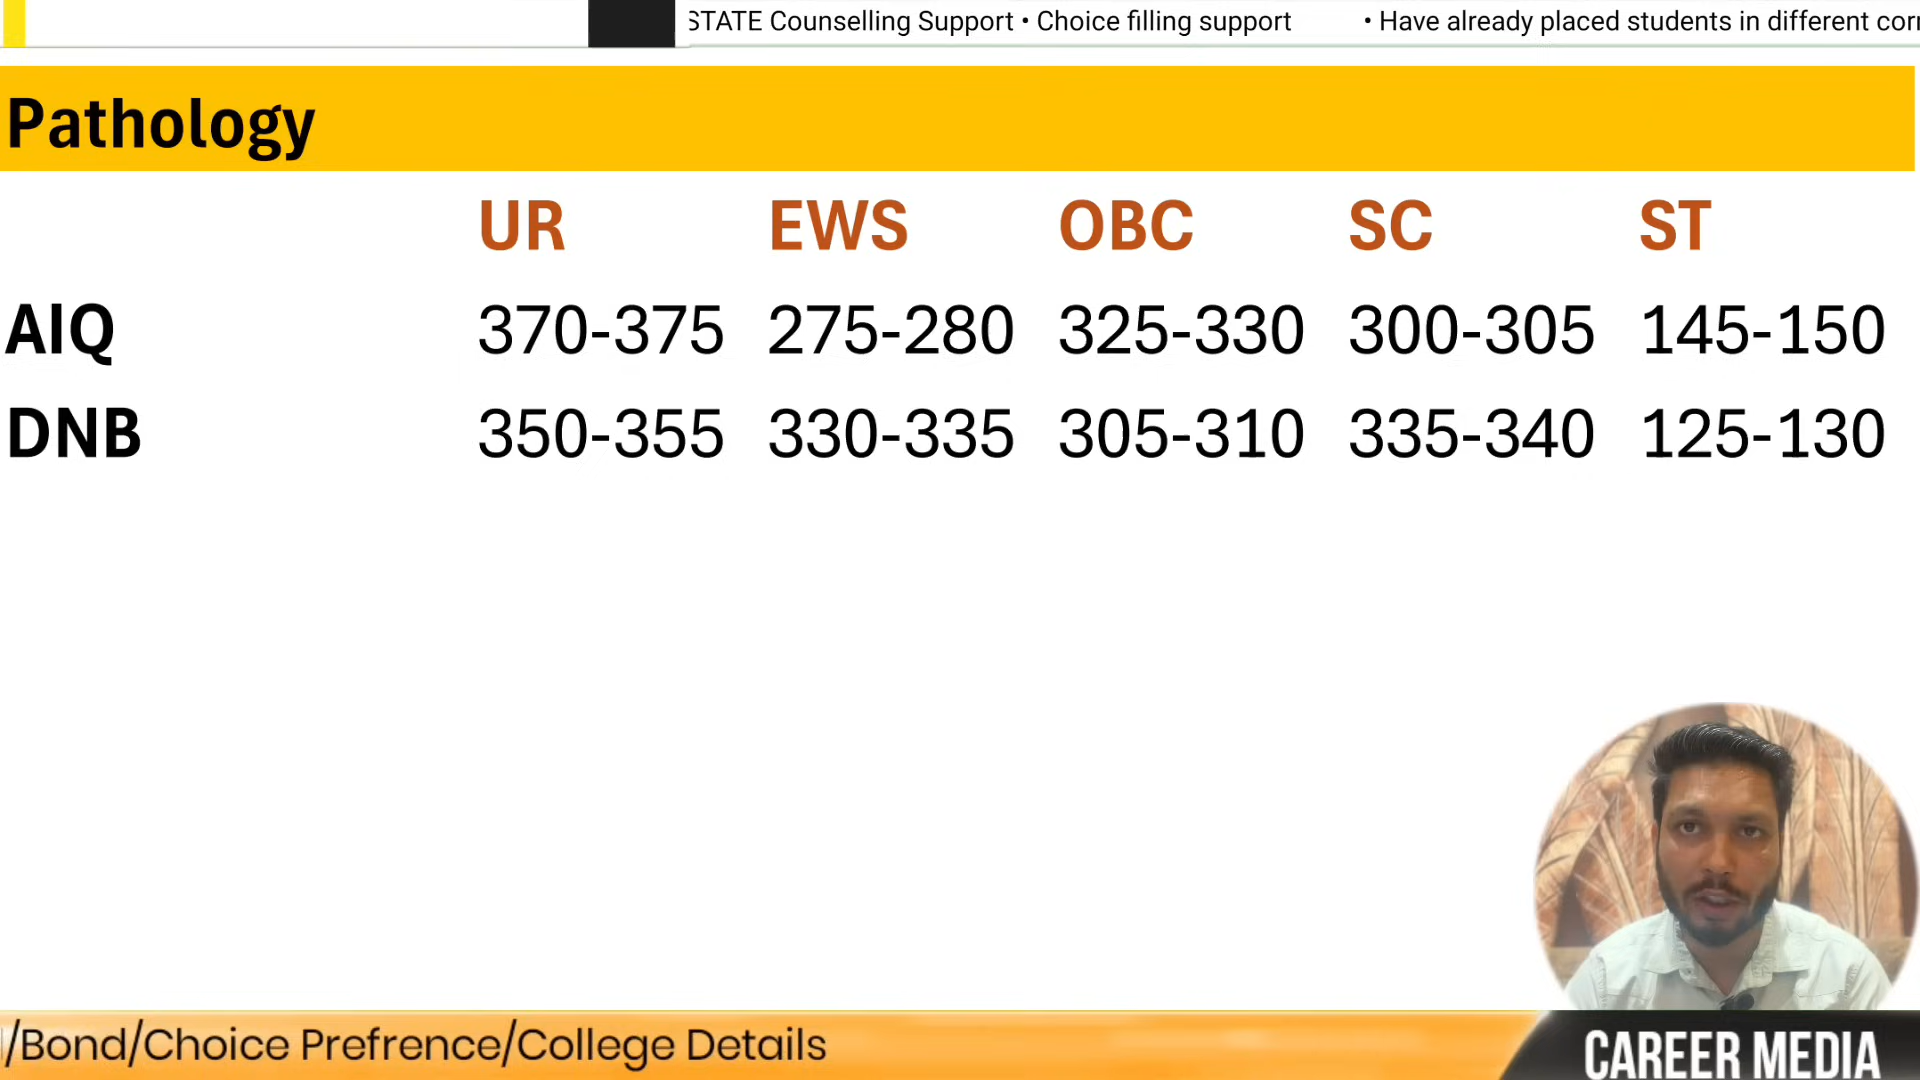 STATE Counselling Support • Choice filling support • Have already placed students in different
Pathology
UR EWS OBC SC ST
AIQ 370-375 275-280 325-330 300-305 145-150
DNB 350-355 330-335 305-310 335-340 125-130
/Bond/Choice Prefrence/College Details
CAREER MEDIA